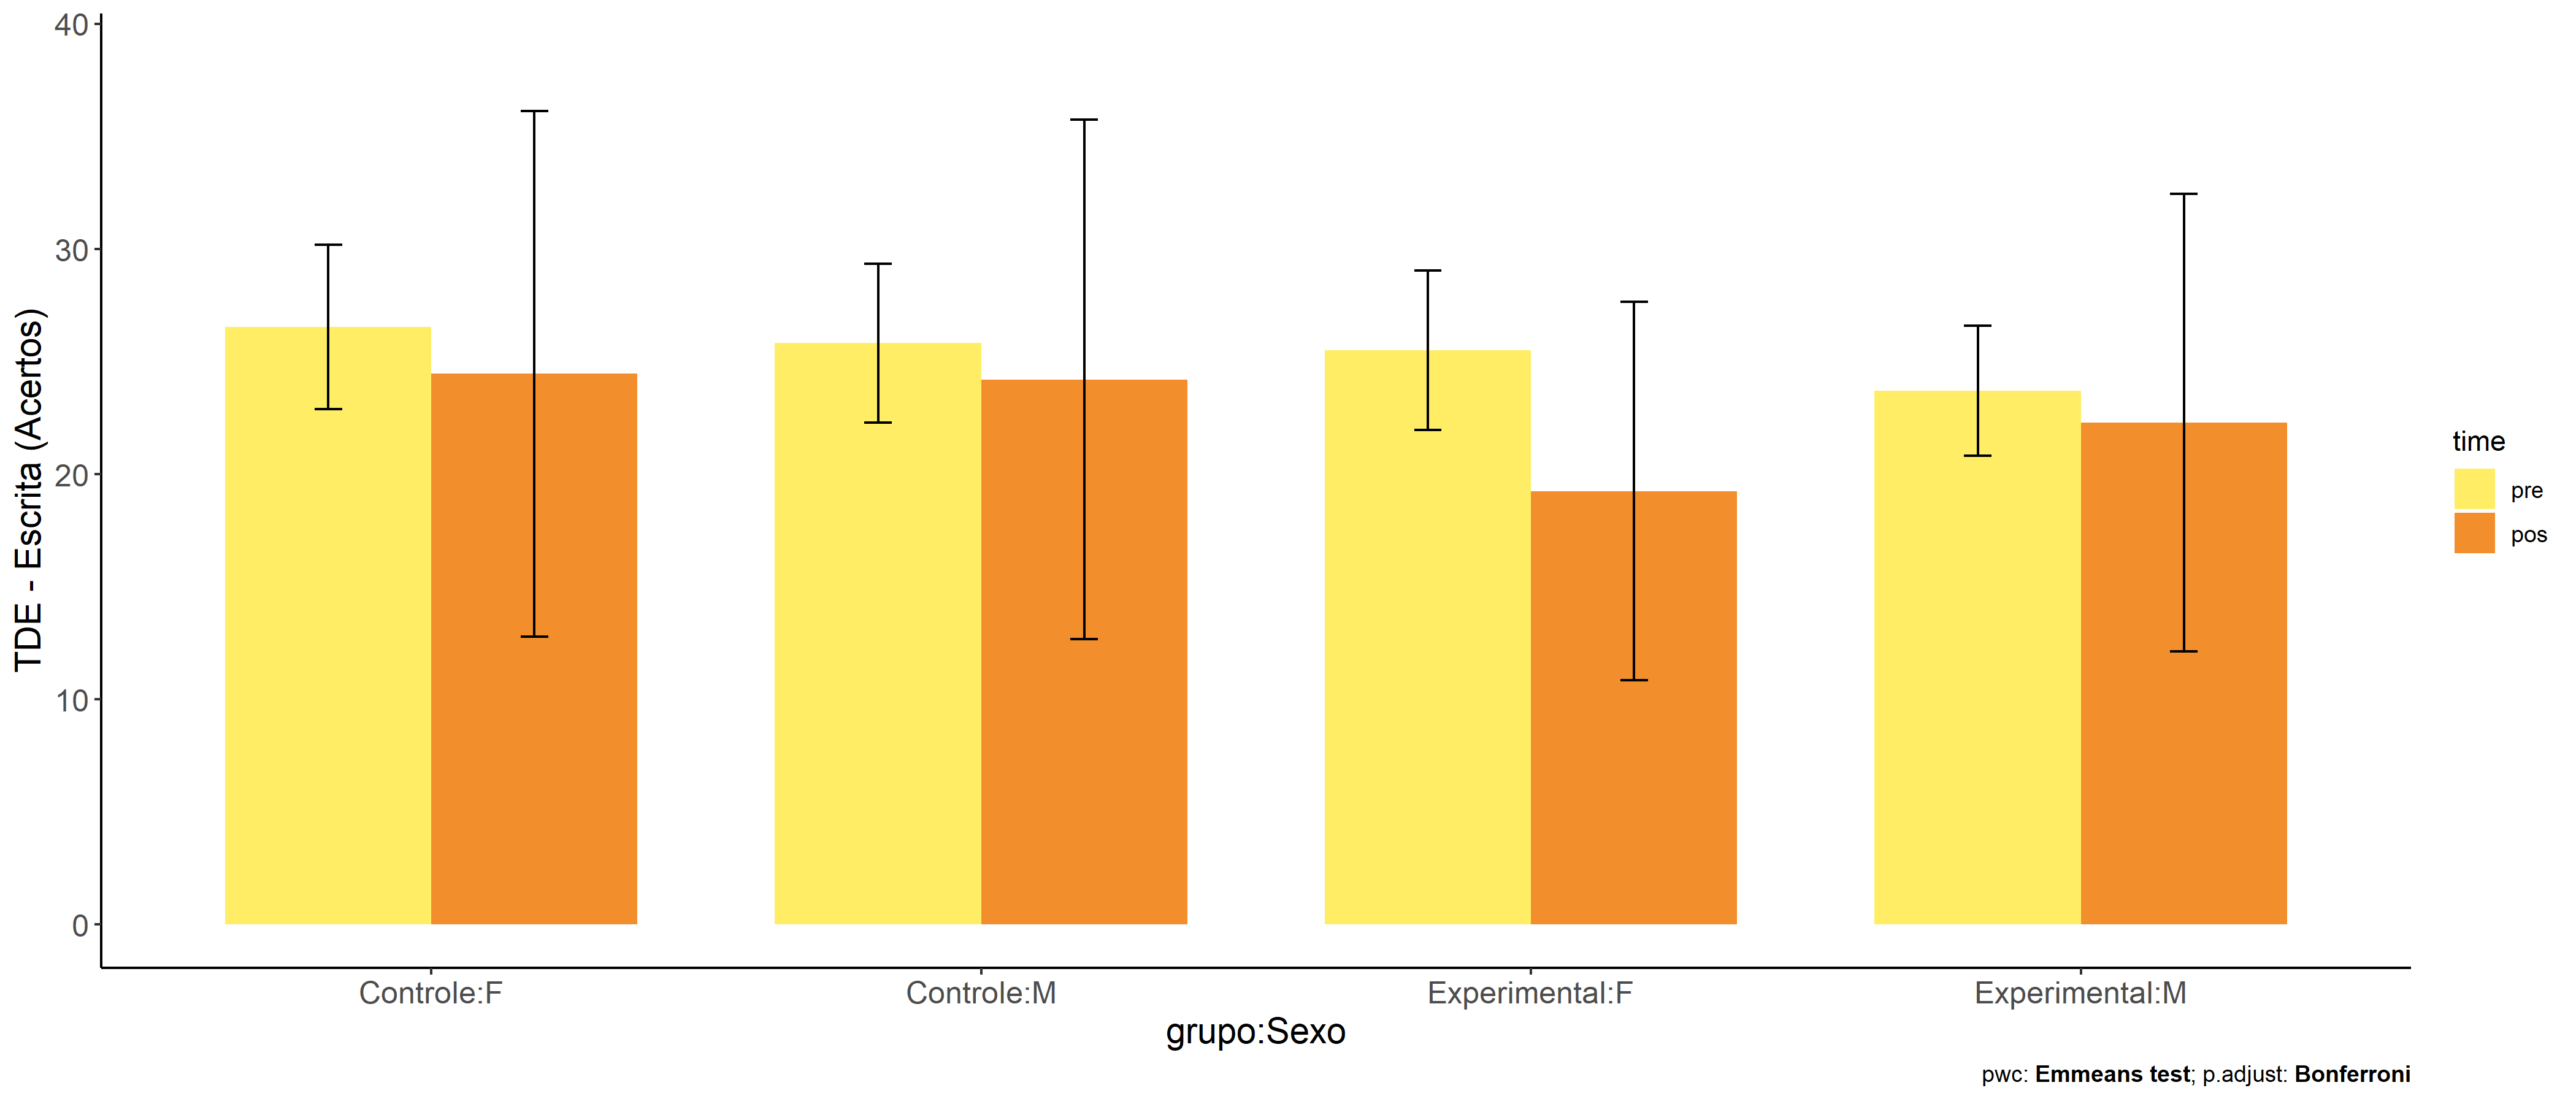 40
30
20
10
0
TDE - Escrita (Acertos)
Controle:F
Controle:M
Experimental:F
Experimental:M
grupo:Sexo
time
pre
pos
pwc: Emmeans test; p.adjust: Bonferroni